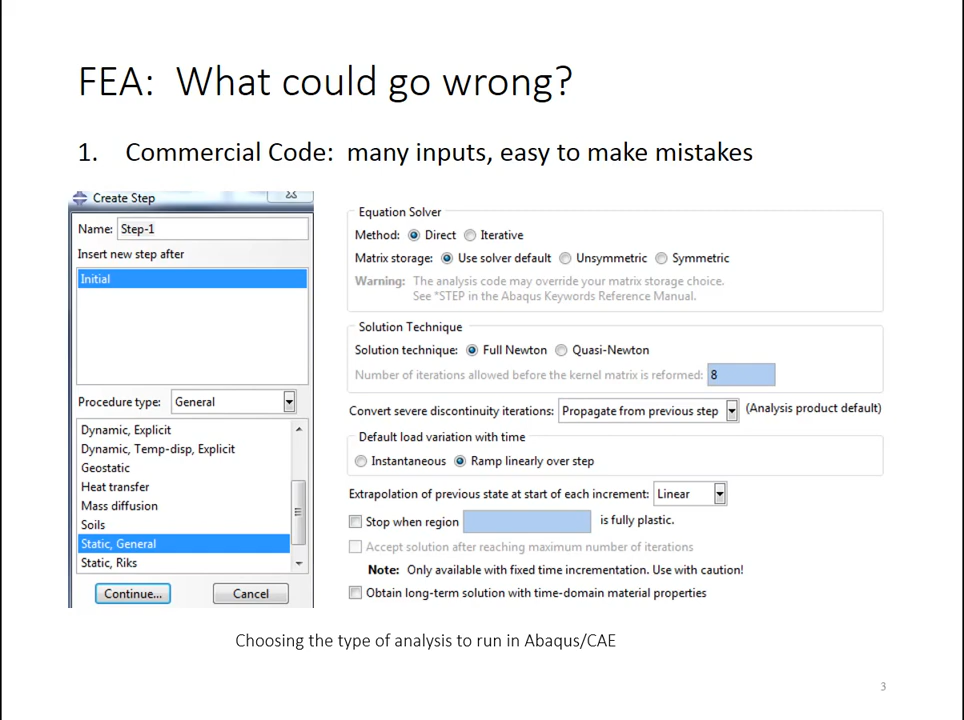 FEA: What could go wrong?
1. Commercial Code: many inputs, easy to make mistakes
Create Step
Name: Step-1
Insert new step after
Initial
Procedure type: General
Dynamic, Explicit
Dynamic, Temp-disp, Explicit
Geostatic
Heat transfer
Mass diffusion
Soils
Static, General
Static, Riks
Continue... Cancel
Equation Solver
Method: Direct Iterative
Matrix storage: Use solver default Unsymmetric Symmetric
Warning: The analysis code may override your matrix storage choice.
See *STEP in the Abaqus Keywords Reference Manual.
Solution Technique
Solution technique: Full Newton Quasi-Newton
Number of iterations allowed before the kernel matrix is reformed: 8
Convert severe discontinuity iterations: Propagate from previous step (Analysis product default)
Default load variation with time
Instantaneous Ramp linearly over step
Extrapolation of previous state at start of each increment: Linear
Stop when region is fully plastic.
Accept solution after reaching maximum number of iterations
Note: Only available with fixed time incrementation. Use with caution!
Obtain long-term solution with time-domain material properties
Choosing the type of analysis to run in Abaqus/CAE
3